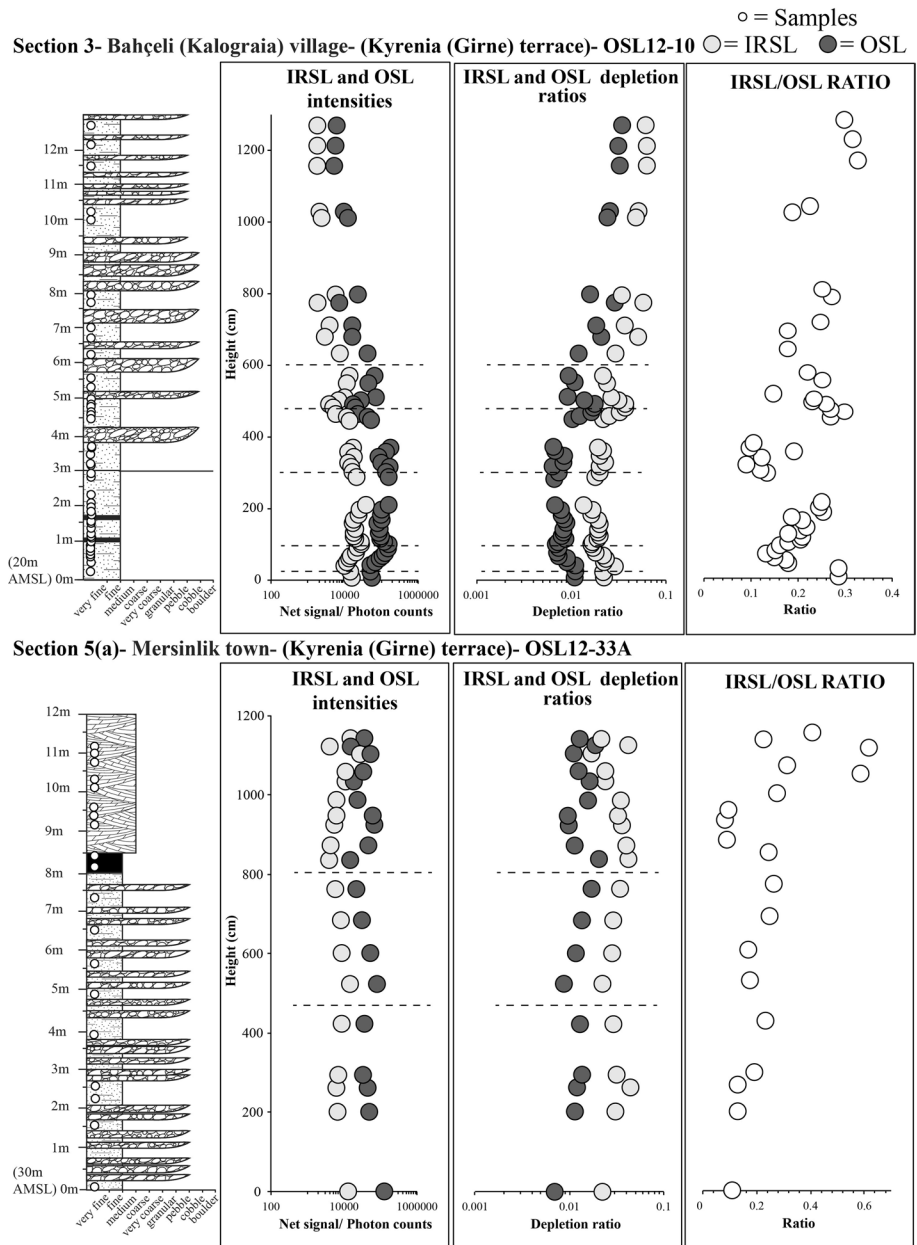 ○ = Samples
Section 3- Bahçeli (Kalograia) village- (Kyrenia (Girne) terrace)- OSL12-10 ○= IRSL ●= OSL
IRSL and OSL
intensities
IRSL and OSL depletion
ratios
IRSL/OSL RATIO
12m
11m
10m
9m
8m
7m
6m
5m
4m
3m
2m
1m
(20m
AMSL) 0m
very fine
fine
medium
coarse
very coarse
granular
pebble
cobble
boulder
Height (cm)
1200
1000
800
600
400
200
0
100
10000
1000000
Net signal/ Photon counts
Height (cm)
0.001
0.01
0.1
Depletion ratio
0
0.1
0.2
0.3
0.4
Ratio
Section 5(a)- Mersinlik town- (Kyrenia (Girne) terrace)- OSL12-33A
IRSL and OSL
intensities
IRSL and OSL depletion
ratios
IRSL/OSL RATIO
12m
11m
10m
9m
8m
7m
6m
5m
4m
3m
2m
1m
(30m
AMSL) 0m
very fine
fine
medium
coarse
very coarse
granular
pebble
cobble
boulder
Height (cm)
1200
1000
800
600
400
200
0
100
10000
1000000
Net signal/ Photon counts
0.001
0.01
0.1
Depletion ratio
0
0.2
0.4
0.6
Ratio